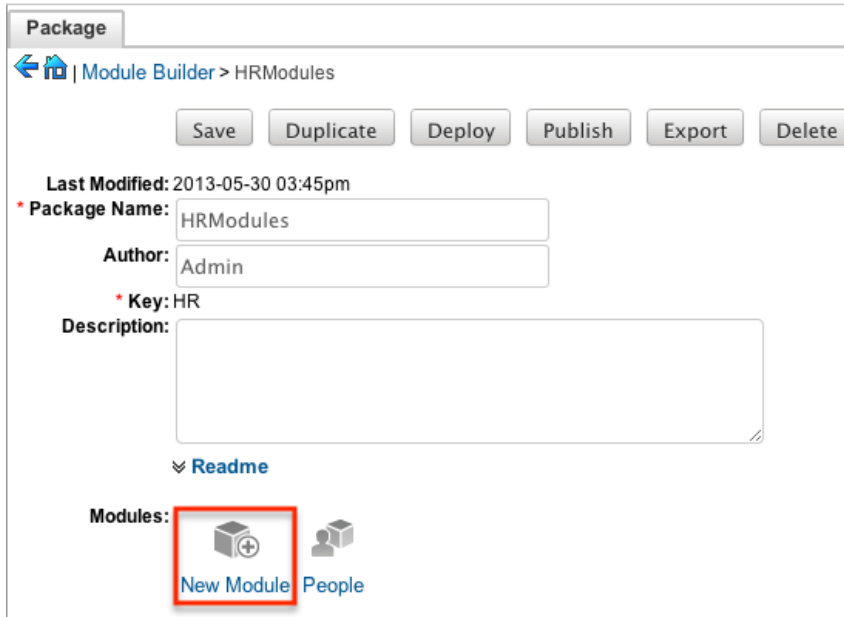 Package
| Module Builder > HRModules
Save Duplicate Deploy Publish Export Delete
Last Modified: 2013-05-30 03:45pm
* Package Name: HRModules
Author: Admin
* Key: HR
Description:
Readme
Modules:
New Module People